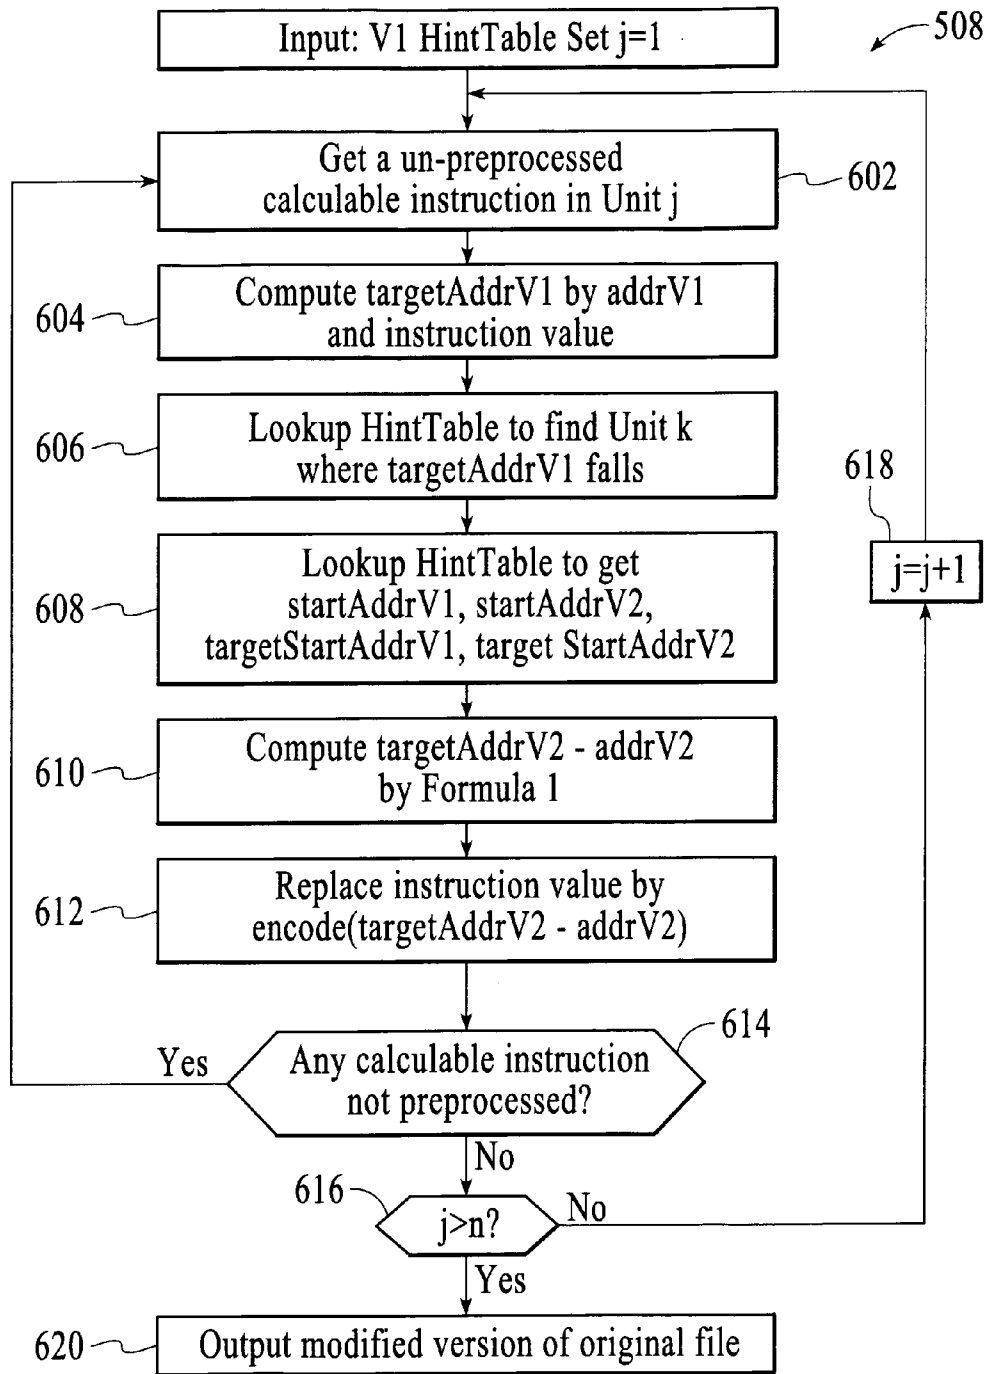 Input: V1 HintTable Set j=1
508
Get a un-preprocessed
calculable instruction in Unit j
602
Compute targetAddrV1 by addrV1
and instruction value
604
Lookup HintTable to find Unit k
where targetAddrV1 falls
606
618
j=j+1
Lookup HintTable to get
startAddrV1, startAddrV2,
targetStartAddrV1, target StartAddrV2
608
Compute targetAddrV2 - addrV2
by Formula 1
610
Replace instruction value by
encode(targetAddrV2 - addrV2)
612
614
Yes
Any calculable instruction
not preprocessed?
No
616
j>n?
No
Yes
620
Output modified version of original file